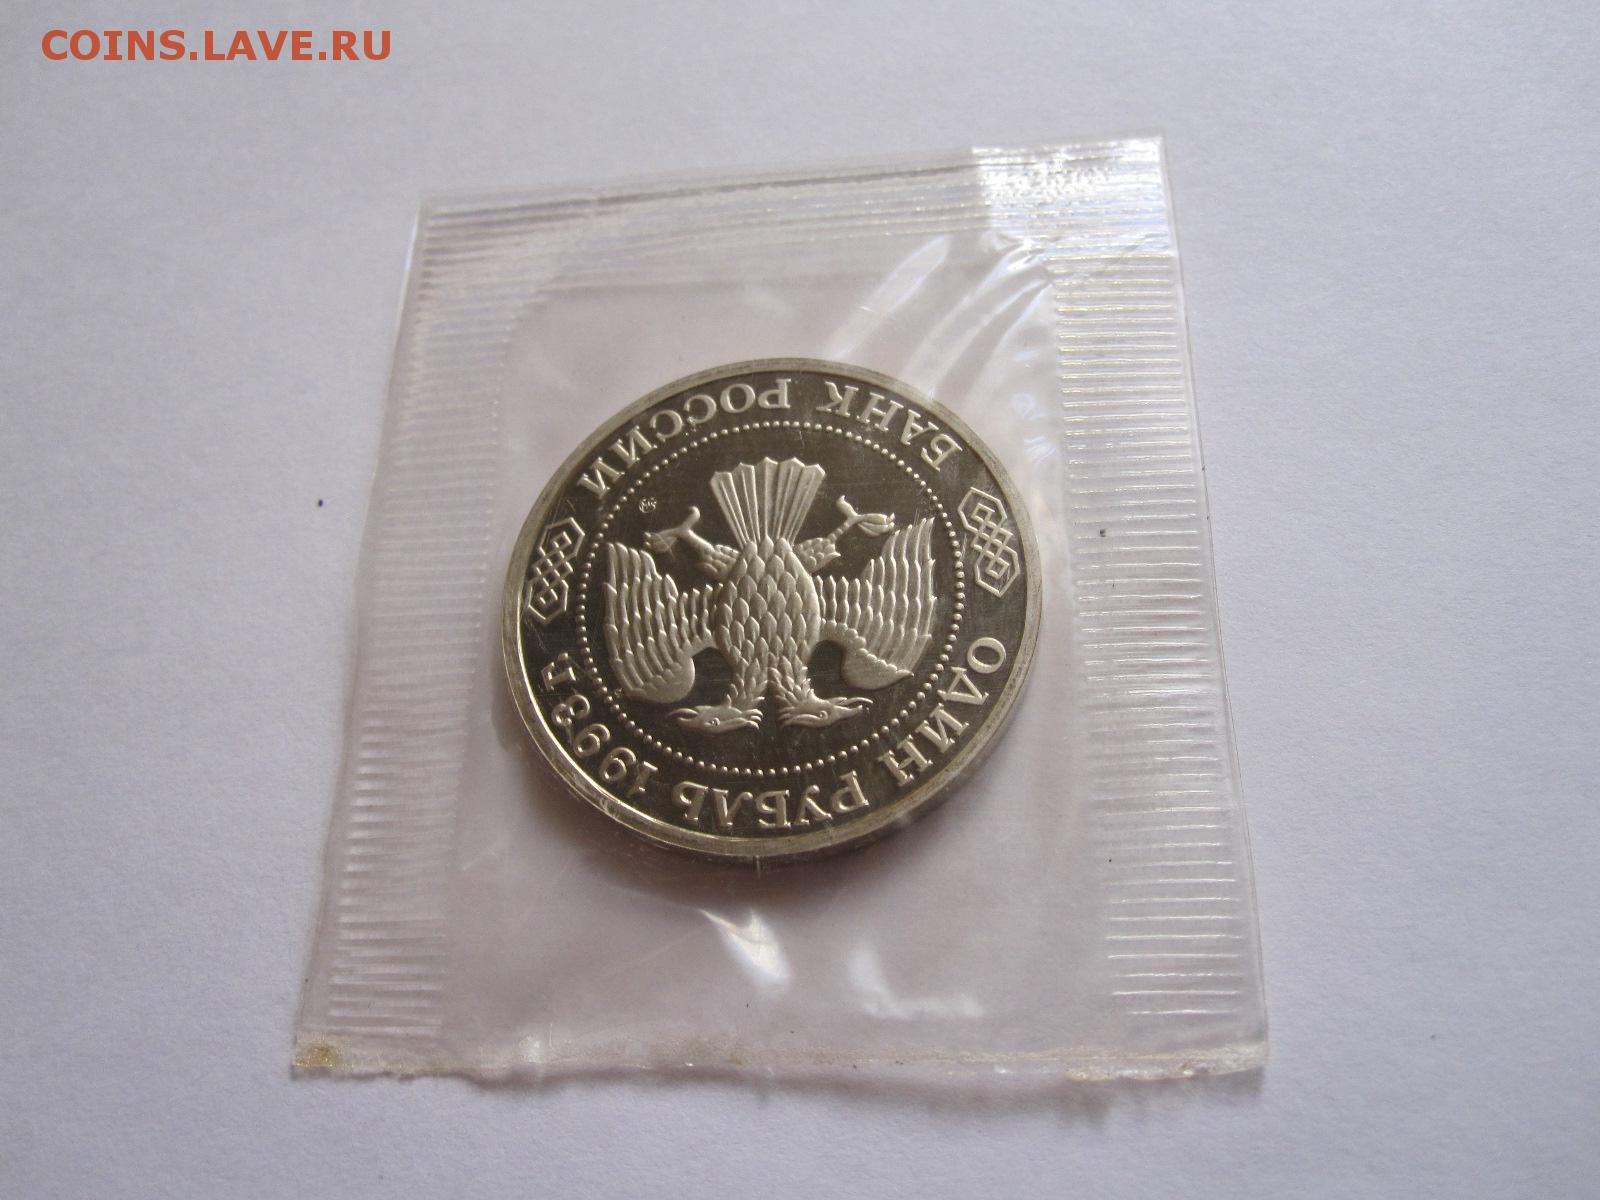 COINS.LAVE.RU
БАНК РОССИИ
ОДИН РУБЛЬ 1993 г.